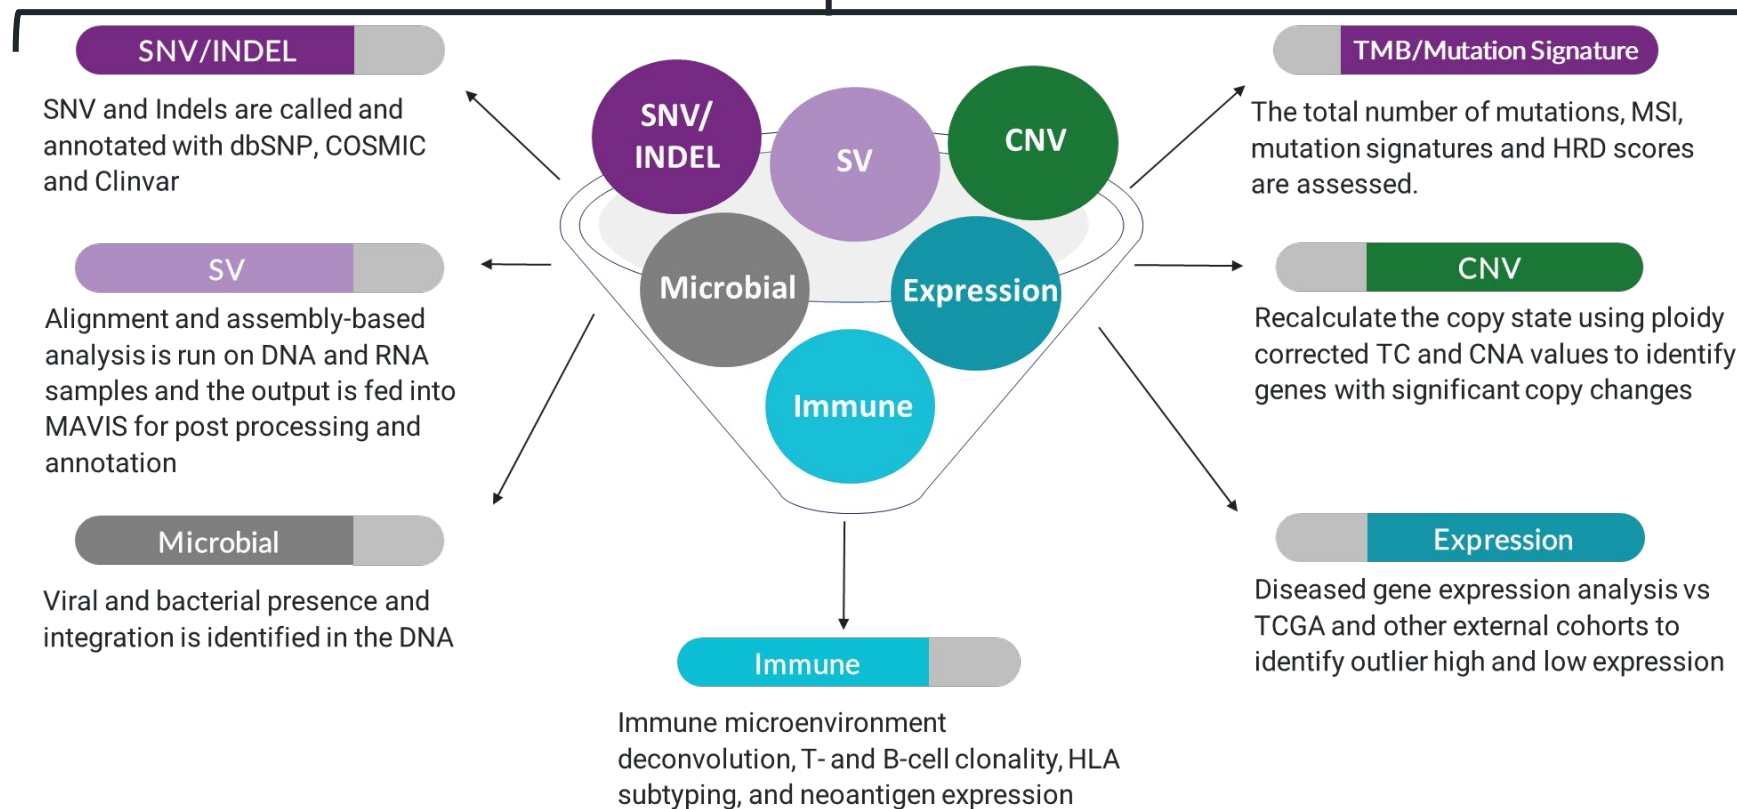 SNV/INDEL
SNV and Indels are called and
annotated with dbSNP, COSMIC
and Clinvar
SV
Alignment and assembly-based
analysis is run on DNA and RNA
samples and the output is fed into
MAVIS for post processing and
annotation
Microbial
Viral and bacterial presence and
integration is identified in the DNA
SNV/
INDEL
SV
CNV
Microbial
Expression
Immune
Immune
Immune microenvironment
deconvolution, T- and B-cell clonality, HLA
subtyping, and neoantigen expression
TMB/Mutation Signature
The total number of mutations, MSI,
mutation signatures and HRD scores
are assessed.
CNV
Recalculate the copy state using ploidy
corrected TC and CNA values to identify
genes with significant copy changes
Expression
Diseased gene expression analysis vs
TCGA and other external cohorts to
identify outlier high and low expression